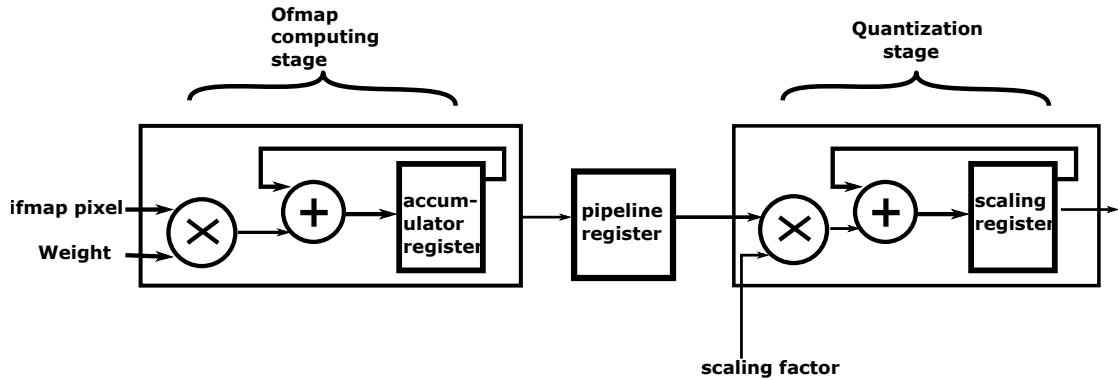 Ofmap
computing
stage
Quantization
stage
ifmap pixel
Weight
accum-
ulator
register
pipeline
register
scaling
register
scaling factor